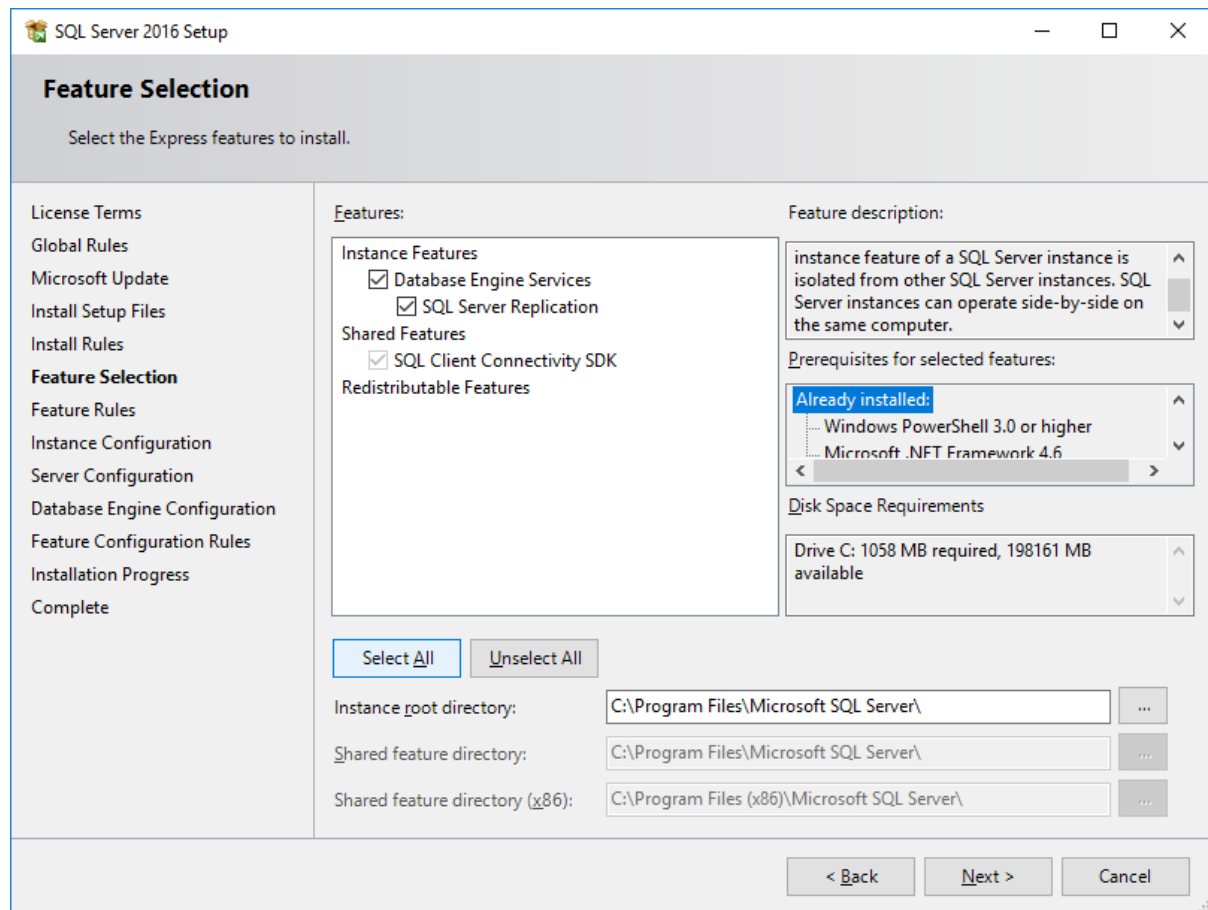 SQL Server 2016 Setup
Feature Selection
Select the Express features to install.
License Terms
Global Rules
Microsoft Update
Install Setup Files
Install Rules
Feature Selection
Feature Rules
Instance Configuration
Server Configuration
Database Engine Configuration
Feature Configuration Rules
Installation Progress
Complete
Features:
Instance Features
Database Engine Services
SQL Server Replication
Shared Features
SQL Client Connectivity SDK
Redistributable Features
Feature description:
instance feature of a SQL Server instance is
isolated from other SQL Server instances. SQL
Server instances can operate side-by-side on
the same computer.
Prerequisites for selected features:
Already installed:
Windows PowerShell 3.0 or higher
Microsoft .NET Framework 4.6
Disk Space Requirements
Drive C: 1058 MB required, 198161 MB
available
Select All
Unselect All
Instance root directory:
C:\Program Files\Microsoft SQL Server\
...
Shared feature directory:
C:\Program Files\Microsoft SQL Server\
...
Shared feature directory (x86):
C:\Program Files (x86)\Microsoft SQL Server\
...
< Back
Next >
Cancel